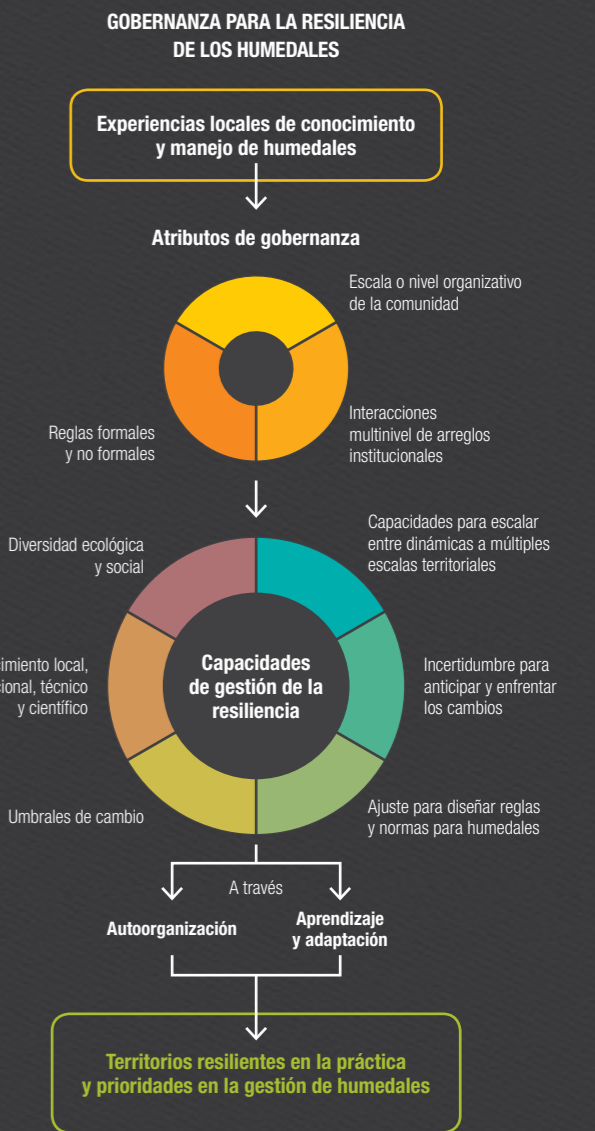 GOBERNANZA PARA LA RESILIENCIA
DE LOS HUMEDALES
Experiencias locales de conocimiento
y manejo de humedales
Atributos de gobernanza
Escala o nivel organizativo
de la comunidad
Interacciones
multinivel de arreglos
institucionales
Reglas formales
y no formales
Capacidades para escalar
entre dinámicas a múltiples
escalas territoriales
Diversidad ecológica
y social
Capacidades
de gestión de la
resiliencia
local,
técnico
y científico
Incertidumbre para
anticipar y enfrentar
los cambios
Umbrales de cambio
Ajuste para diseñar reglas
y normas para humedales
A través
Autoorganización
Aprendizaje
y adaptación
Territorios resilientes en la práctica
y prioridades en la gestión de humedales